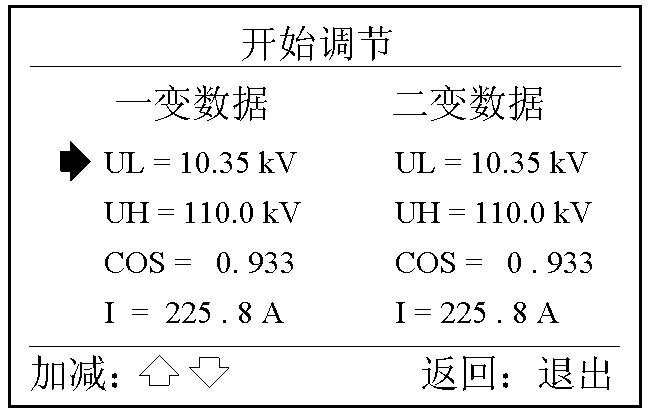 开始调节
一变数据 二变数据
UL = 10.35 kV UL = 10.35 kV
UH = 110.0 kV UH = 110.0 kV
COS = 0. 933 COS = 0 . 933
I = 225 . 8 A I = 225 . 8 A
加减： 返回： 退出